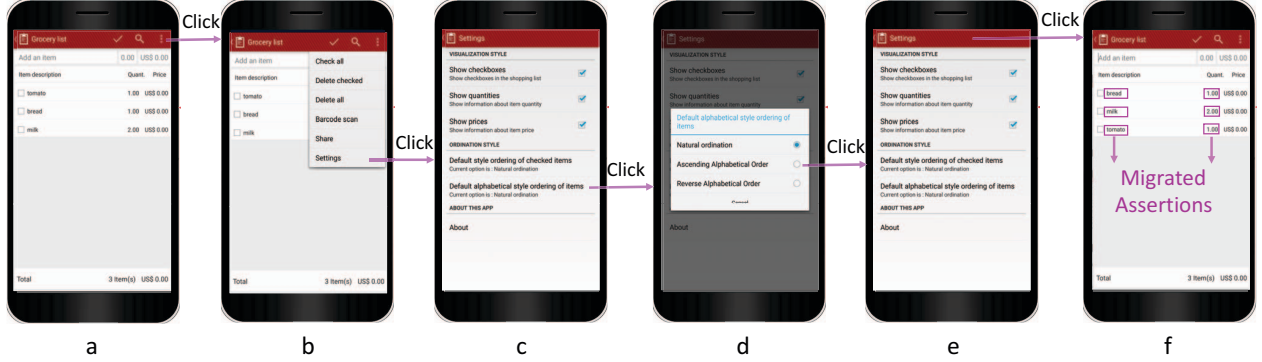 Grocery list
Add an item 0.00 US$ 0.00
Item description Quant. Price
tomato 1.00 US$ 0.00
bread 1.00 US$ 0.00
milk 2.00 US$ 0.00
Total 3 Item(s) US$ 0.00
a
Click
Grocery list
Add an item
Item description
tomato
bread
milk
Check all
Delete checked
Delete all
Barcode scan
Share
Settings
Total 3 Item(s) US$ 0.00
b
Click
Settings
VISUALIZATION STYLE
Show checkboxes
Show checkboxes in the shopping list
Show quantities
Show information about item quantity
Show prices
Show information about item price
ORDINATION STYLE
Default style ordering of checked items
Current option is : Natural ordination
Default alphabetical style ordering of items
Current option is : Natural ordination
ABOUT THIS APP
About
c
Click
Settings
VISUALIZATION STYLE
Show checkboxes
Show checkboxes in the shopping list
Show quantities
Default alphabetical style ordering of
items
Natural ordination
Ascending Alphabetical Order
Reverse Alphabetical Order
Cancel
ABOUT THIS APP
About
d
Click
Settings
VISUALIZATION STYLE
Show checkboxes
Show checkboxes in the shopping list
Show quantities
Show information about item quantity
Show prices
Show information about item price
ORDINATION STYLE
Default style ordering of checked items
Current option is : Natural ordination
Default alphabetical style ordering of items
Current option is : Natural ordination
ABOUT THIS APP
About
e
Click
Grocery list
Add an item 0.00 US$ 0.00
Item description Quant. Price
bread 1.00 US$ 0.00
milk 2.00 US$ 0.00
tomato 1.00 US$ 0.00
Migrated
Assertions
Total 3 Item(s) US$ 0.00
f